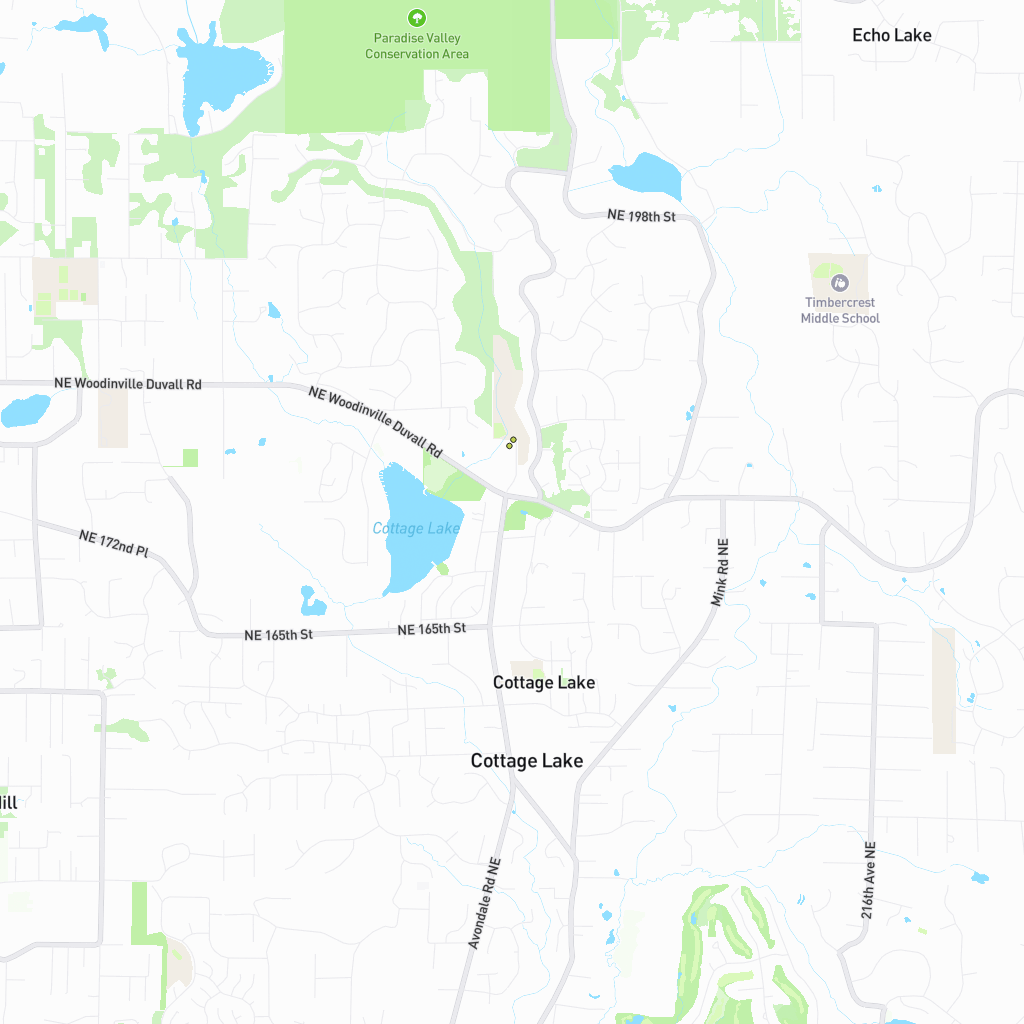 Echo Lake
Paradise Valley
Conservation Area
NE 198th St
Timbercrest
Middle School
NE Woodinville Duvall Rd
NE Woodinville Duvall Rd
Cottage Lake
NE 172nd Pl
Mink Rd NE
NE 165th St
NE 165th St
Cottage Lake
Cottage Lake
216th Ave NE
Avondale Rd NE